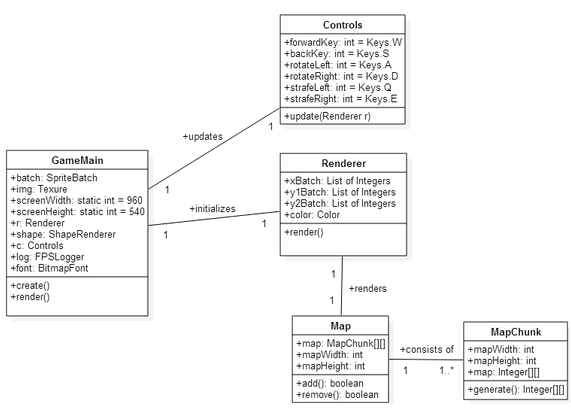 Controls
+forwardKey: int = Keys.W
+backKey: int = Keys.S
+rotateLeft: int = Keys.A
+rotateRight: int = Keys.D
+strafeLeft: int = Keys.Q
+strafeRight: int = Keys.E
+update(Renderer r)
1
+updates
1
GameMain
+batch: SpriteBatch
+img: Texure
+screenWidth: static int = 960
+screenHeight: static int = 540
+r: Renderer
+shape: ShapeRenderer
+c: Controls
+log: FPSLogger
+font: BitmapFont
+create()
+render()
+initializes
1
1
Renderer
+xBatch: List of Integers
+y1Batch: List of Integers
+y2Batch: List of Integers
+color: Color
+render()
1
+renders
1
Map
+map: MapChunk[][]
+mapWidth: int
+mapHeight: int
+add(): boolean
+remove(): boolean
+consists of
1
1..*
MapChunk
+mapWidth: int
+mapHeight: int
+map: Integer[][]
+generate(): Integer[][]